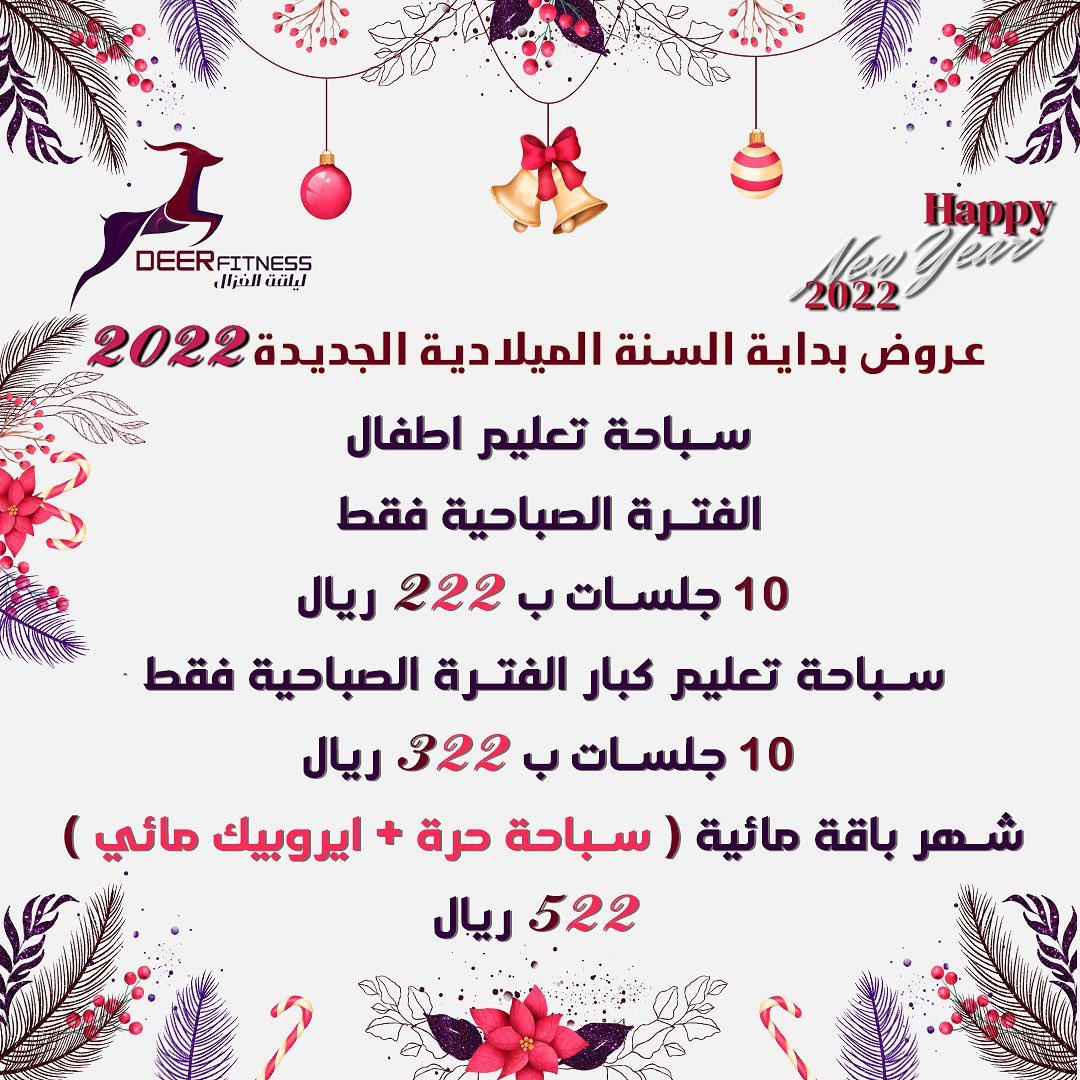 DEERFITNESS
ليلقة الغزال
Happy
New Year
2022
عروض بداية السنة الميلادية الجديدة 2022
سباحة تعليم اطفال
الفترة الصباحية فقط
10 جلسات ب 222 ريال
سباحة تعليم كبار الفترة الصباحية فقط
10 جلسات ب 322 ريال
شهر باقة مائية ( سباحة حرة + ايروبيك مائي )
522 ريال